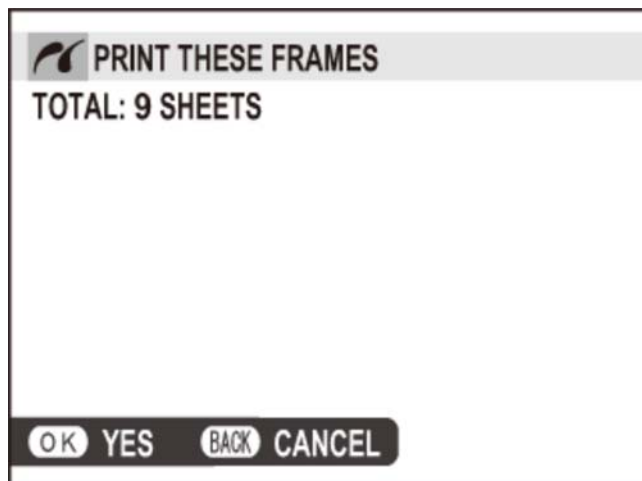 PRINT THESE FRAMES
TOTAL: 9 SHEETS
OK YES BACK CANCEL